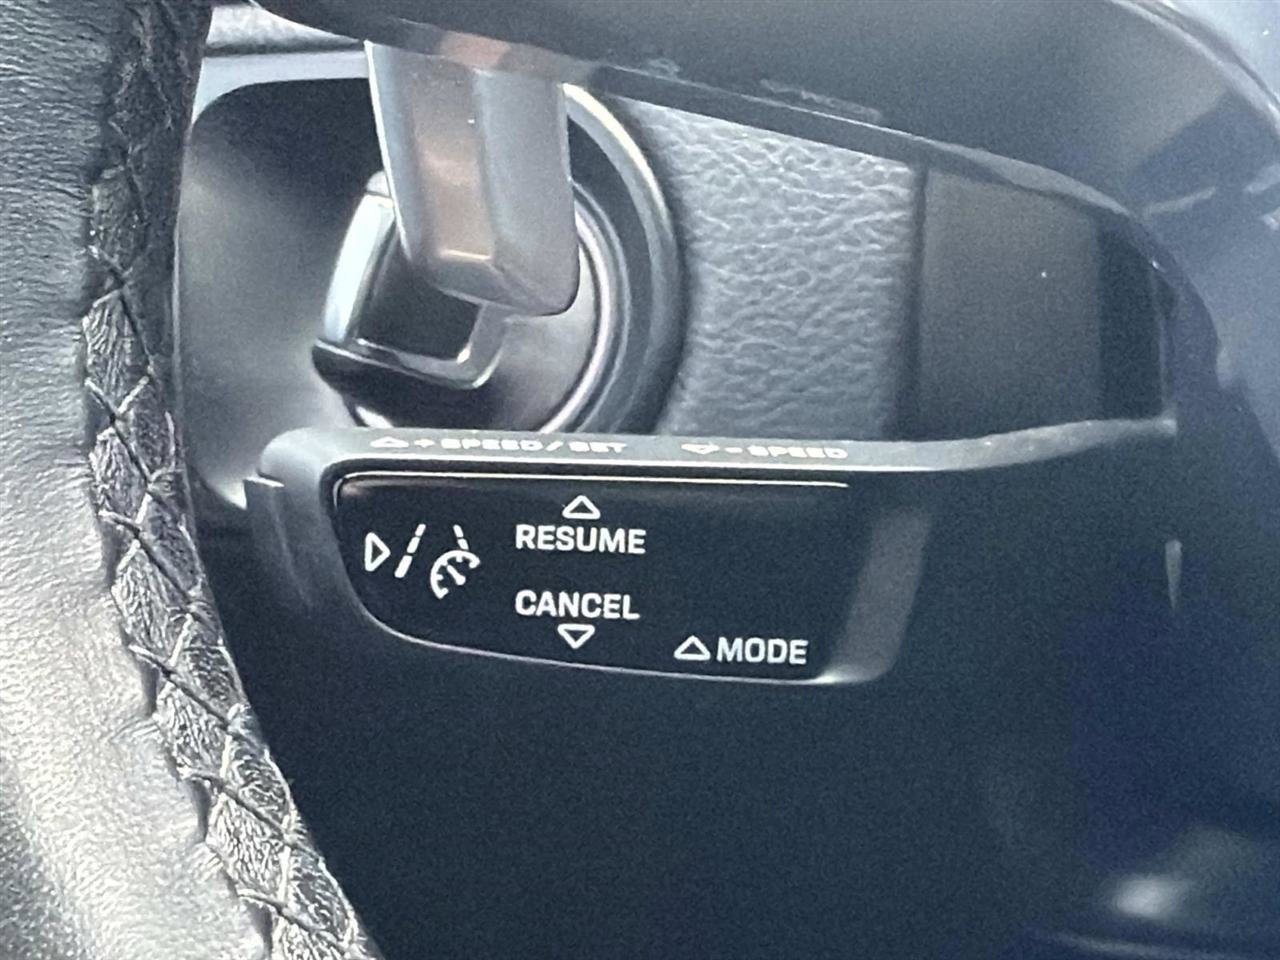 + SPEED / SET - SPEED
RESUME
CANCEL
MODE